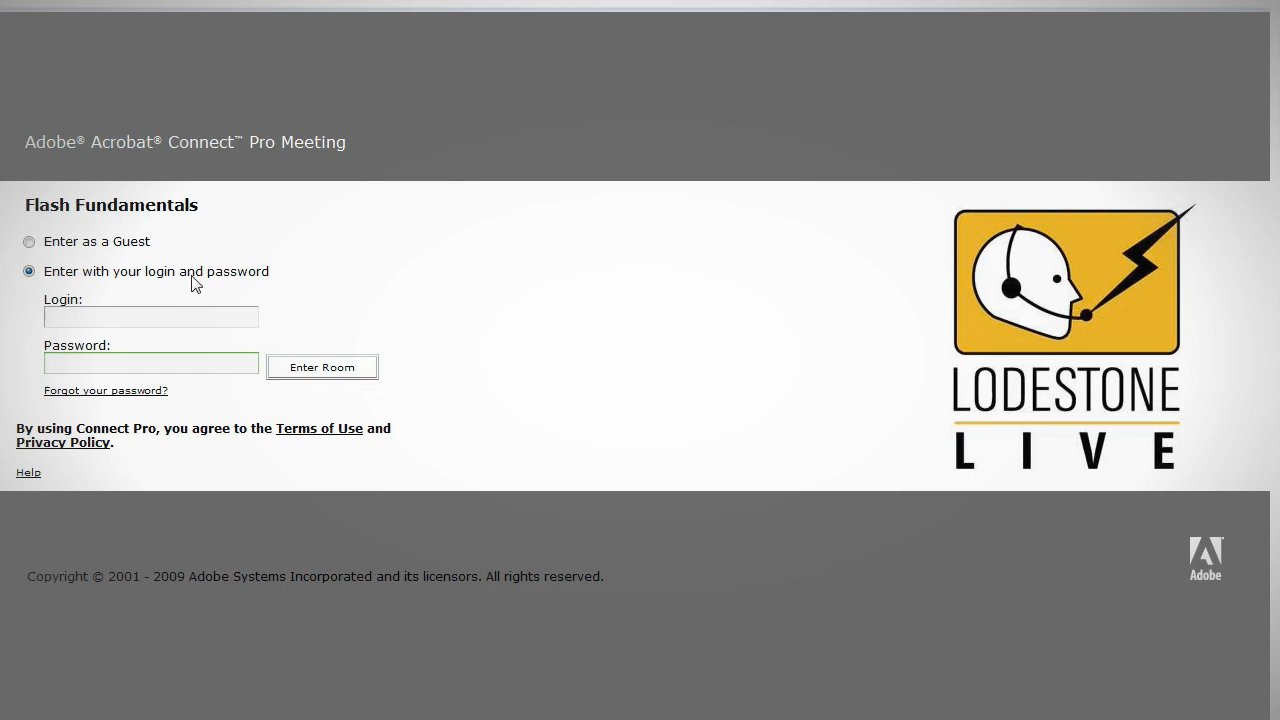 Adobe® Acrobat® Connect™ Pro Meeting
Flash Fundamentals
Enter as a Guest
Enter with your login and password
Login:
Password:
Enter Room
Forgot your password?
By using Connect Pro, you agree to the Terms of Use and
Privacy Policy.
Help
LODESTONE
LIVE
Adobe
Copyright © 2001 - 2009 Adobe Systems Incorporated and its licensors. All rights reserved.